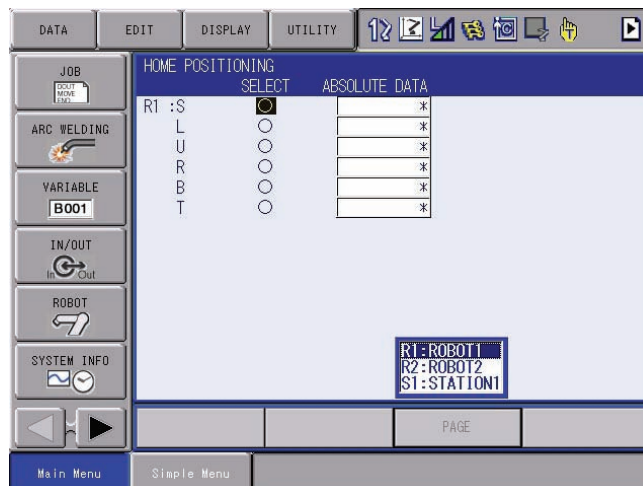 DATA EDIT DISPLAY UTILITY
JOB
DOUT
MOVE
END
HOME POSITIONING
SELECT ABSOLUTE DATA
R1 :S *
L *
U *
R *
B *
T *
ARC WELDING
VARIABLE
B001
IN/OUT
In Out
ROBOT
SYSTEM INFO
R1:ROBOT1
R2:ROBOT2
S1:STATION1
PAGE
Main Menu Simple Menu